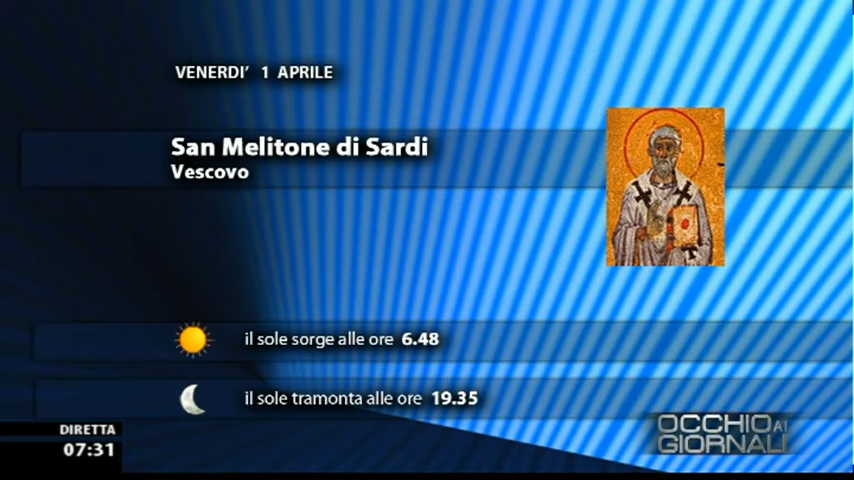 VENERDI' 1 APRILE
San Melitone di Sardi
Vescovo
il sole sorge alle ore 6.48
il sole tramonta alle ore 19.35
DIRETTA
07:31
OCCHIO AI
GIORNALI